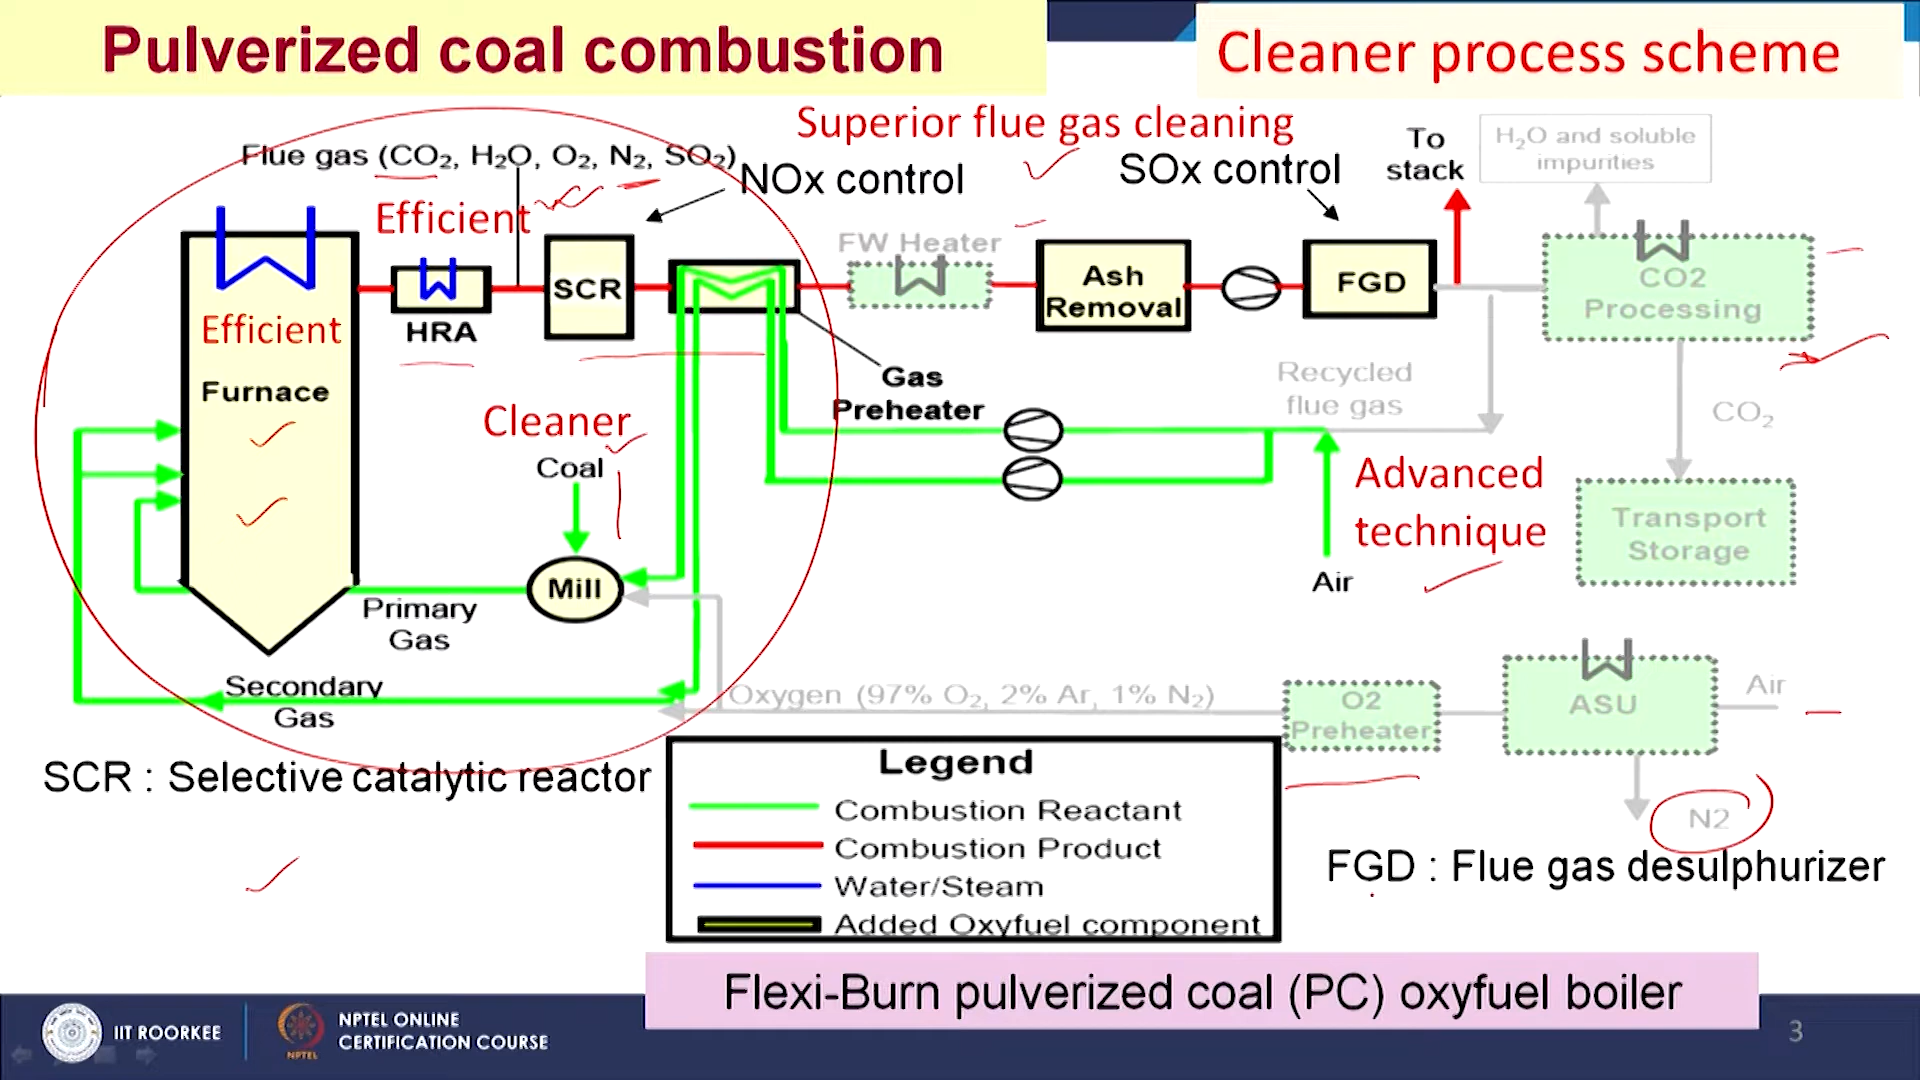 Pulverized coal combustion
Cleaner process scheme
Superior flue gas cleaning
Flue gas (CO₂, H₂O, O₂, N₂, SO₂)
NOx control
SOx control
To
stack
H₂O and soluble
impurities
Efficient
FW Heater
SCR
Ash
Removal
FGD
CO2
Processing
HRA
Efficient
Furnace
Gas
Preheater
Recycled
flue gas
CO₂
Cleaner
Coal
Advanced
technique
Transport
Storage
Air
Mill
Primary
Gas
Secondary
Gas
Oxygen (97% O₂, 2% Ar, 1% N₂)
O2
Preheater
ASU
Air
N2
SCR : Selective catalytic reactor
Legend
Combustion Reactant
Combustion Product
Water/Steam
Added Oxyfuel component
FGD : Flue gas desulphurizer
Flexi-Burn pulverized coal (PC) oxyfuel boiler
IIT ROORKEE
NPTEL
NPTEL ONLINE
CERTIFICATION COURSE
3